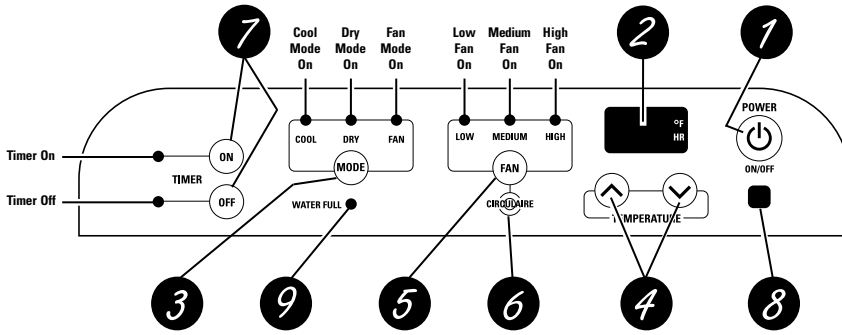 7
2
1
Cool Mode On
Dry Mode On
Fan Mode On
Low Fan On
Medium Fan On
High Fan On
POWER
°F
HR
COOL
DRY
FAN
LOW
MEDIUM
HIGH
Timer On
ON
MODE
FAN
ON/OFF
TIMER
Timer Off
OFF
WATER FULL
CIRCULAIRE
TEMPERATURE
3
9
5
6
4
8